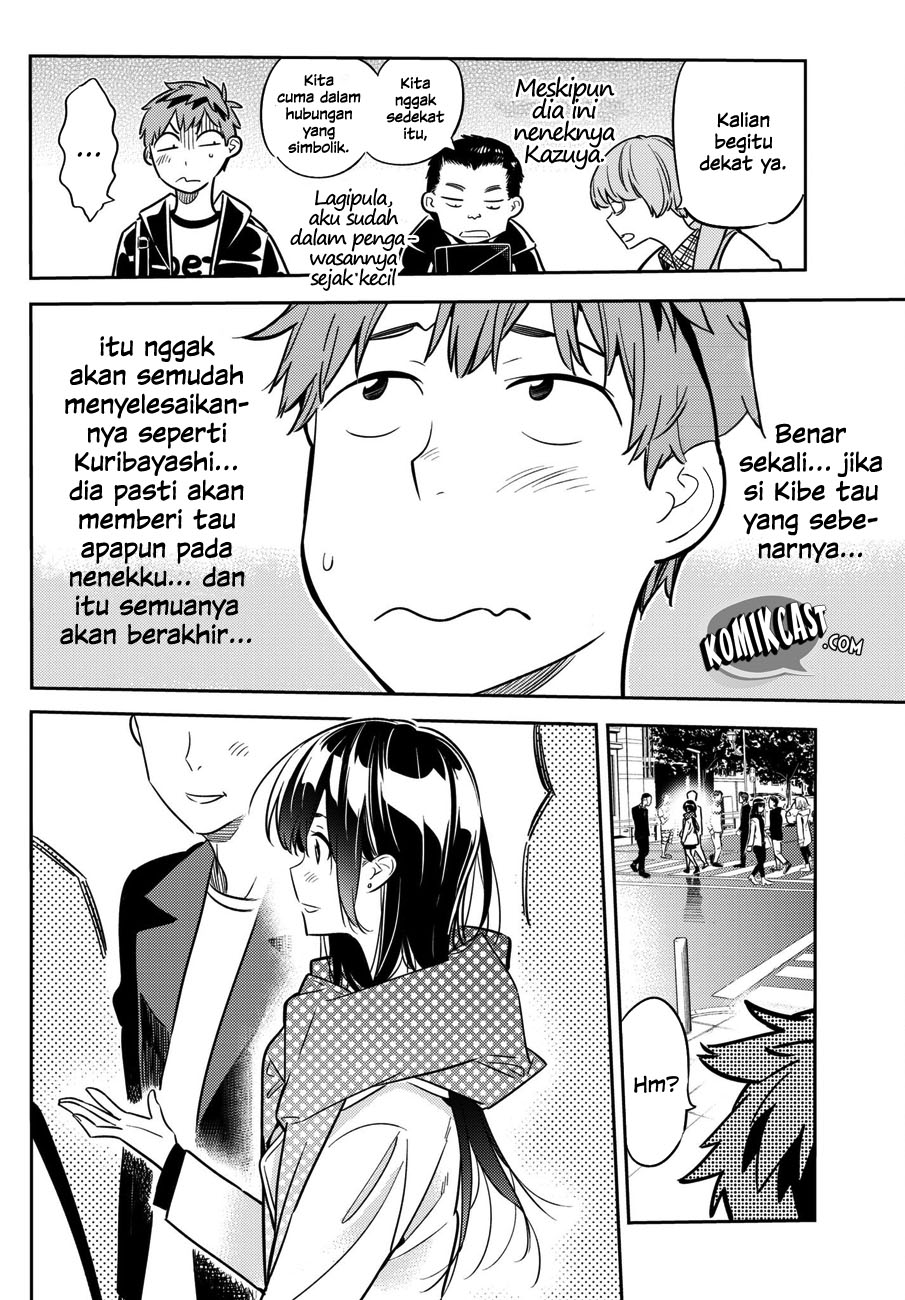 Kalian
begitu
dekat ya.
Meskipun
dia ini
neneknya
Kazuya.
Kita
nggak
sedekat
itu,
Kita
cuma dalam
hubungan
yang
simbolik.
Lagipula,
aku sudah
dalam penga-
wasannya
sejak kecil
...
Benar
sekali... jika
si Kibe tau
yang sebe-
narnya...
itu nggak
akan semudah
menyelesaikan-
nya seperti
Kuribayashi...
dia pasti akan
memberi tau
apapun pada
nenekku... dan
itu semuanya
akan berakhir...
KOMIKCAST
.COM
Hm?